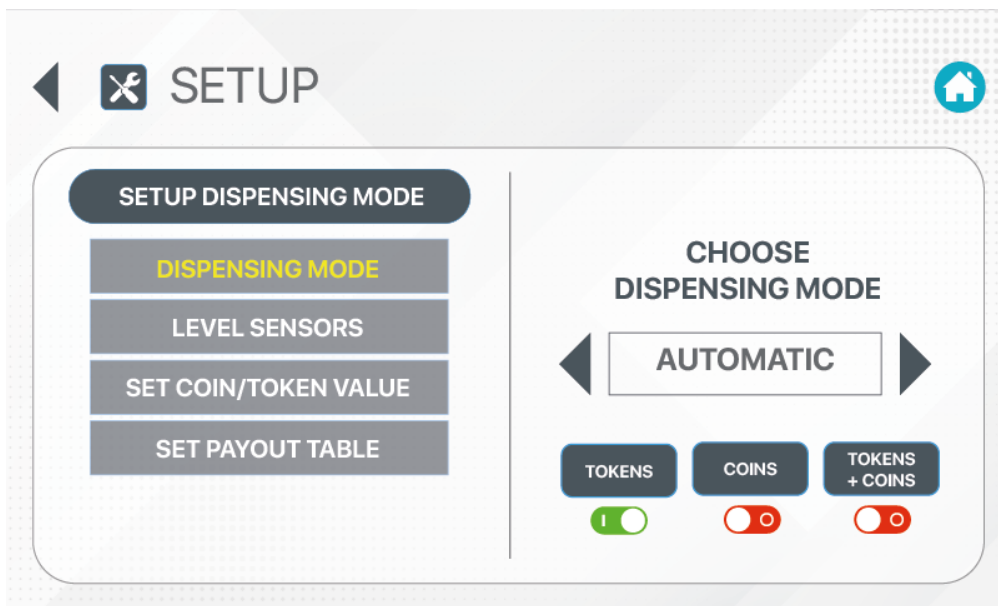 SETUP
SETUP DISPENSING MODE
DISPENSING MODE
LEVEL SENSORS
SET COIN/TOKEN VALUE
SET PAYOUT TABLE
CHOOSE
DISPENSING MODE
AUTOMATIC
TOKENS
COINS
TOKENS
+ COINS